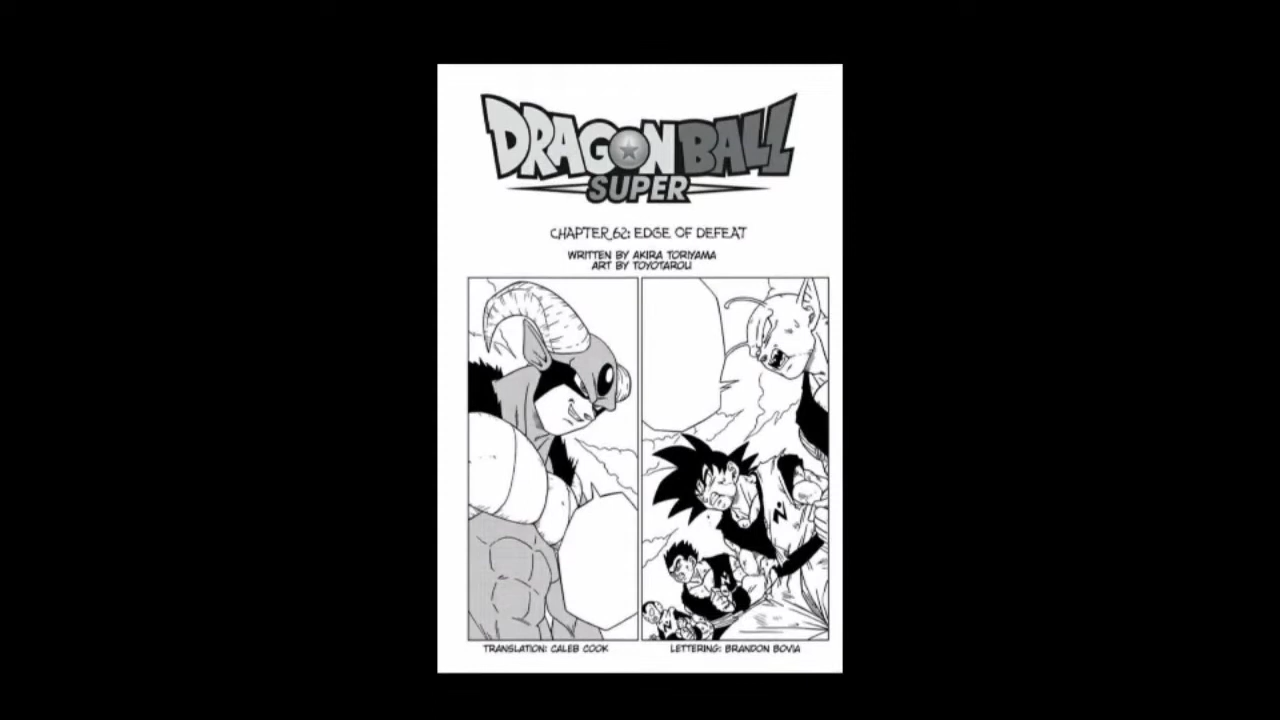 DRAGON BALL
SUPER
CHAPTER 62: EDGE OF DEFEAT
WRITTEN BY AKIRA TORIYAMA
ART BY TOYOTAROU
TRANSLATION: CALEB COOK
LETTERING: BRANDON BOVIA